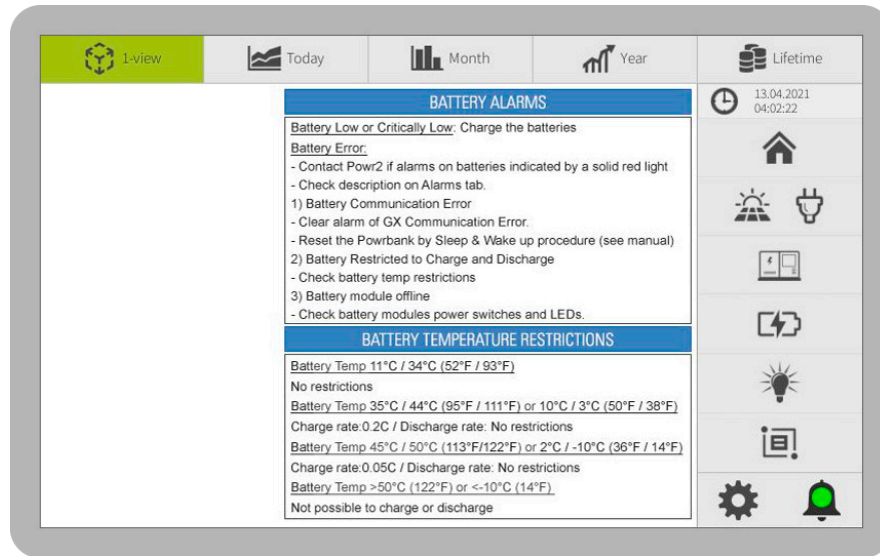 1-view
Today
Month
Year
Lifetime
13.04.2021
04:02:22
BATTERY ALARMS
Battery Low or Critically Low: Charge the batteries
Battery Error:
- Contact Powr2 if alarms on batteries indicated by a solid red light
- Check description on Alarms tab.
1) Battery Communication Error
- Clear alarm of GX Communication Error.
- Reset the Powrbank by Sleep & Wake up procedure (see manual)
2) Battery Restricted to Charge and Discharge
- Check battery temp restrictions
3) Battery module offline
- Check battery modules power switches and LEDs.
BATTERY TEMPERATURE RESTRICTIONS
Battery Temp 11°C / 34°C (52°F / 93°F)
No restrictions
Battery Temp 35°C / 44°C (95°F / 111°F) or 10°C / 3°C (50°F / 38°F)
Charge rate:0.2C / Discharge rate: No restrictions
Battery Temp 45°C / 50°C (113°F/122°F) or 2°C / -10°C (36°F / 14°F)
Charge rate:0.05C / Discharge rate: No restrictions
Battery Temp >50°C (122°F) or <-10°C (14°F)
Not possible to charge or discharge